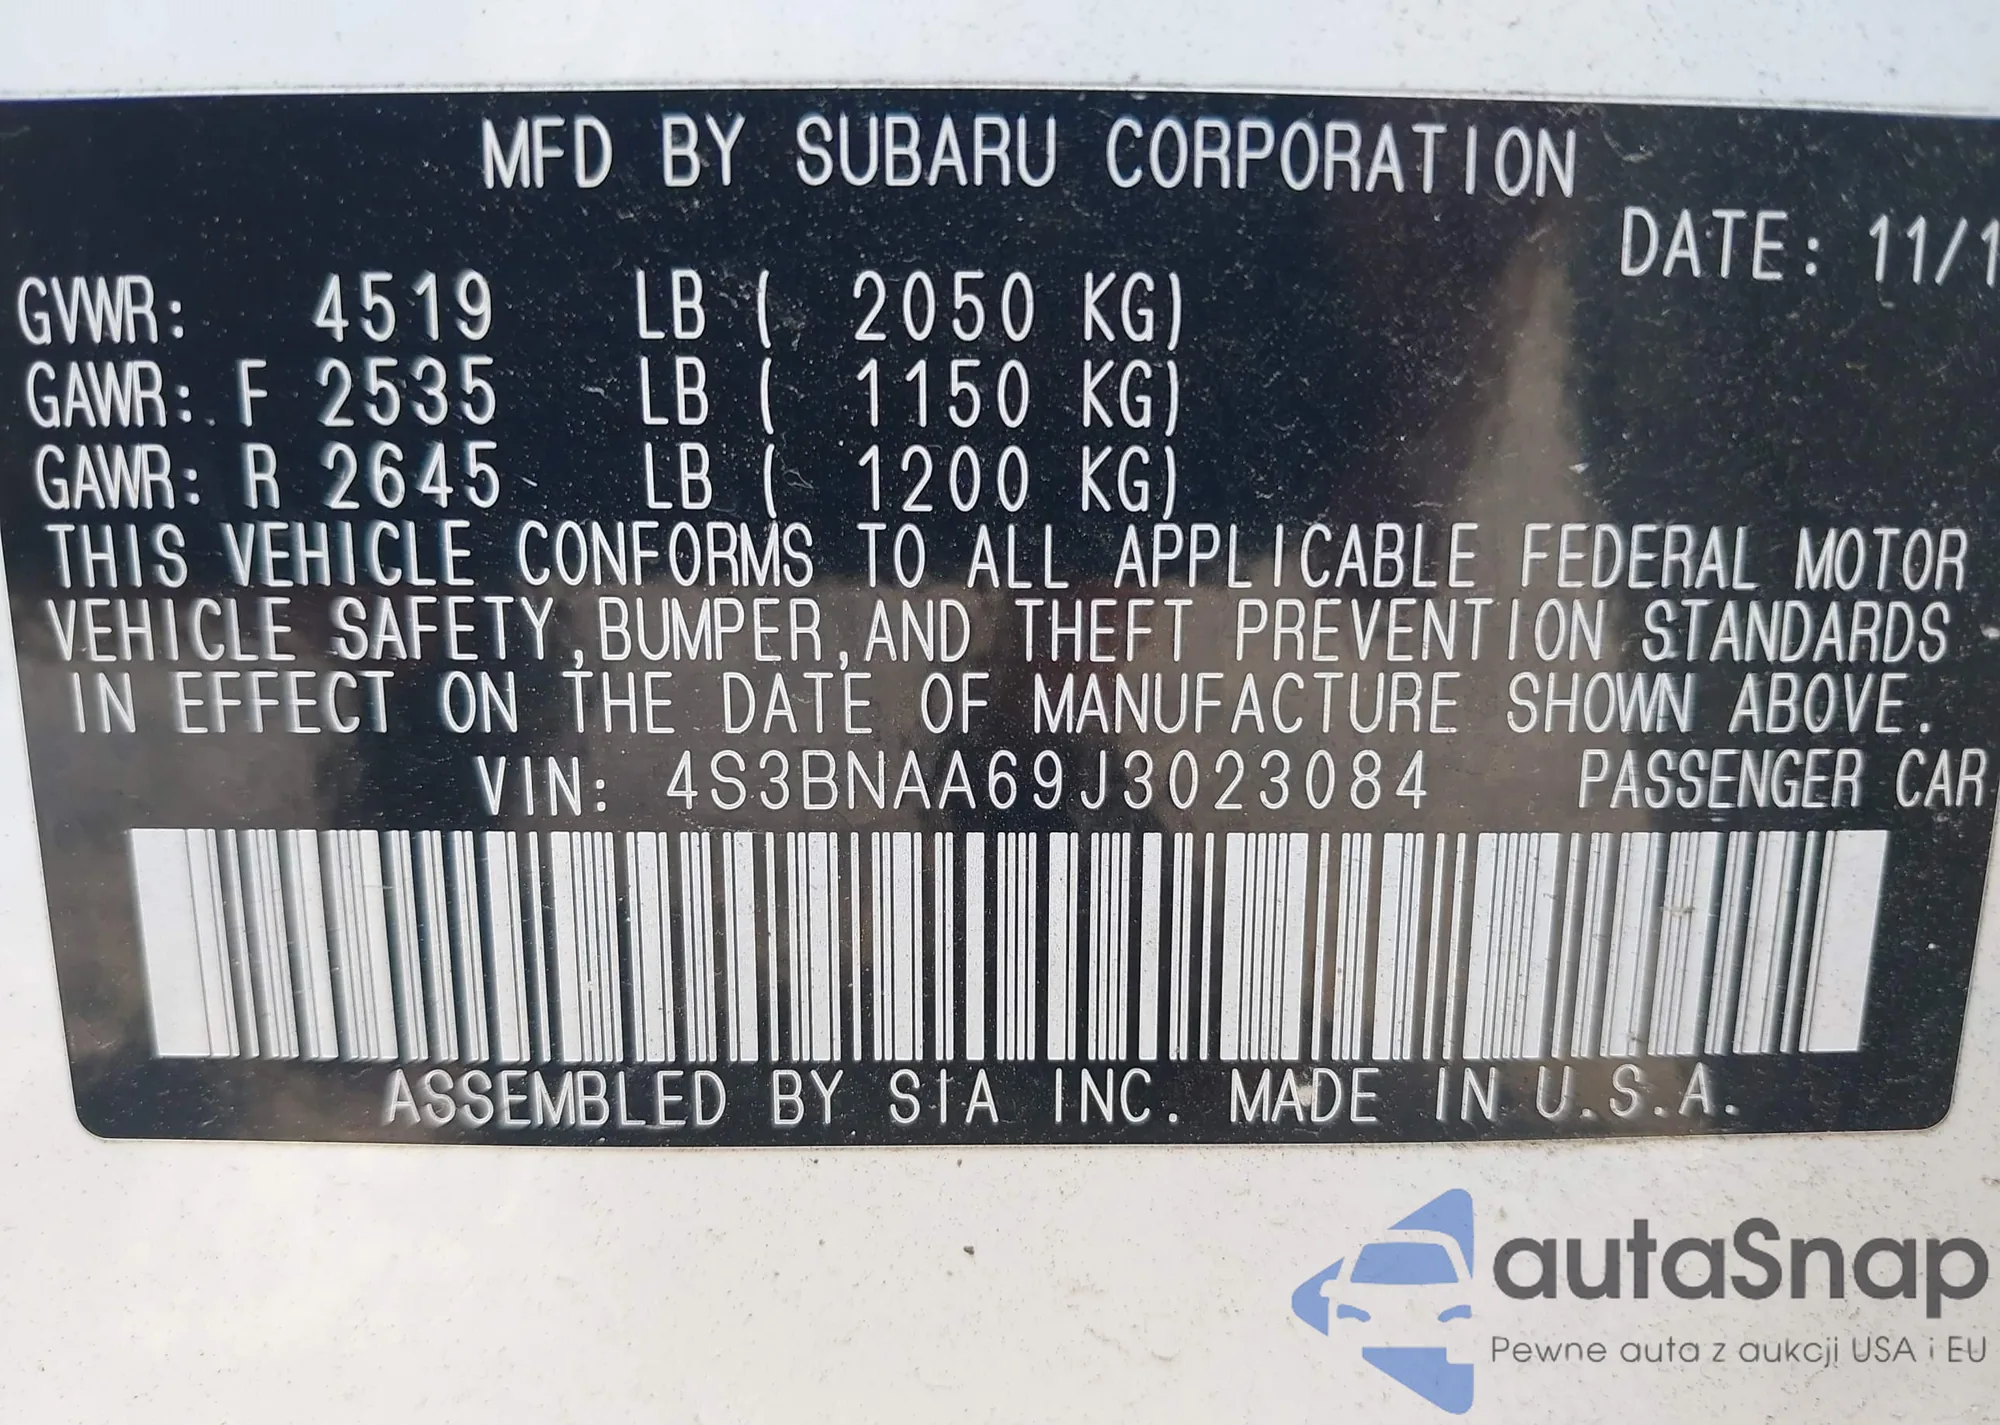 MFD BY SUBARU CORPORATION
DATE: 11/1
GVWR: 4519 LB ( 2050 KG)
GAWR: F 2535 LB ( 1150 KG)
GAWR: R 2645 LB ( 1200 KG)
THIS VEHICLE CONFORMS TO ALL APPLICABLE FEDERAL MOTOR
VEHICLE SAFETY,BUMPER,AND THEFT PREVENTION STANDARDS
IN EFFECT ON THE DATE OF MANUFACTURE SHOWN ABOVE.
VIN: 4S3BNAA69J3023084 PASSENGER CAR
ASSEMBLED BY SIA INC. MADE IN U.S.A.
autaSnap
Pewne auta z aukcji USA i EU